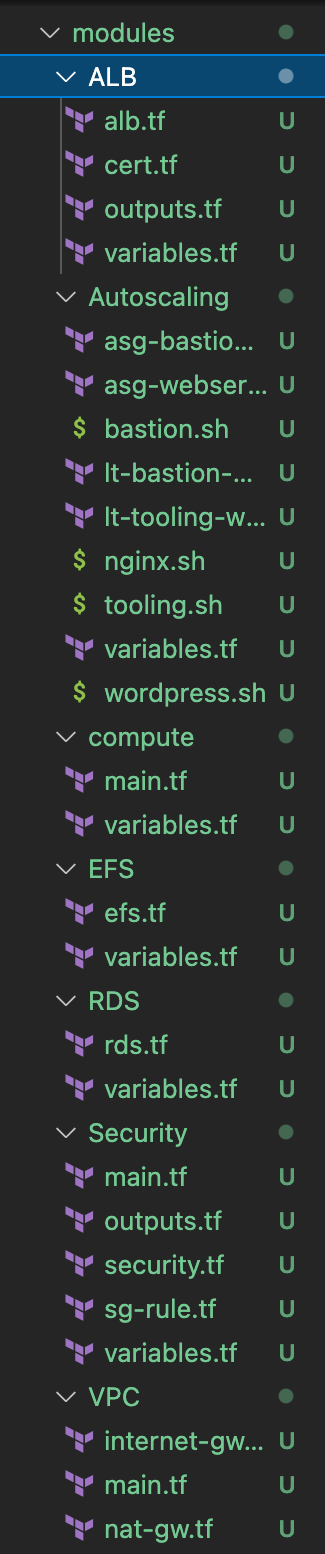 modules
ALB
alb.tf U
cert.tf U
outputs.tf U
variables.tf U
Autoscaling
asg-bastio... U
asg-webser... U
$ bastion.sh U
lt-bastion-... U
lt-tooling-w... U
$ nginx.sh U
$ tooling.sh U
variables.tf U
$ wordpress.sh U
compute
main.tf U
variables.tf U
EFS
efs.tf U
variables.tf U
RDS
rds.tf U
variables.tf U
Security
main.tf U
outputs.tf U
security.tf U
sg-rule.tf U
variables.tf U
VPC
internet-gw... U
main.tf U
nat-gw.tf U